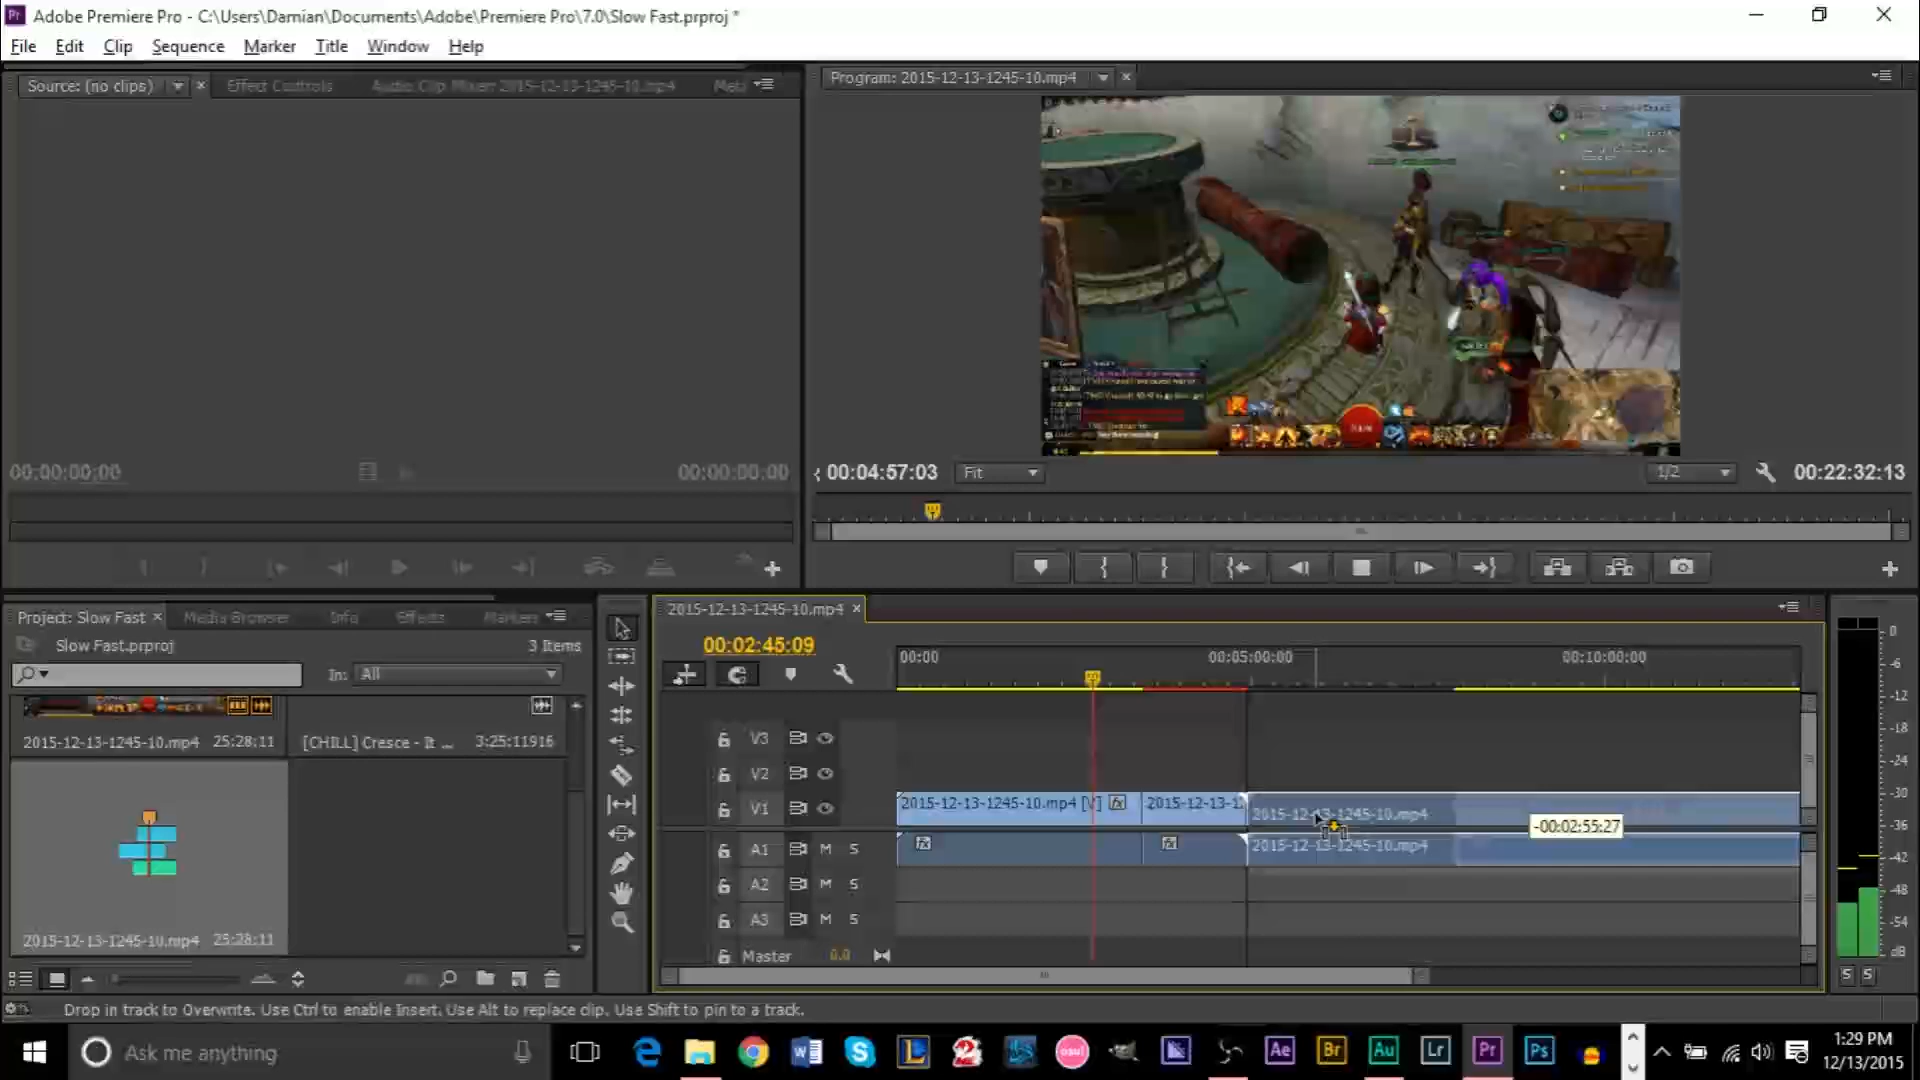 Adobe Premiere Pro - C:\Users\Damian\Documents\Adobe\Premiere Pro\7.0\Slow Fast.prproj *
File Edit Clip Sequence Marker Title Window Help
Source: (no clips) Effect Controls Audio Clip Mixer: 2015-12-13-1245-10.mp4 Meta
Program: 2015-12-13-1245-10.mp4
00;00;00;00 00;00;00;00
00:04:57:03 Fit 1/2 00:22:32:13
Project: Slow Fast Media Browser Info Effects Markers
Slow Fast.prproj 3 Items
In: All
2015-12-13-1245-10.mp4 25:28:11 [CHILL] Cresce - It ... 3:25:11916
2015-12-13-1245-10.mp4 25:28:11
2015-12-13-1245-10.mp4
00:02:45:09
00:00 00:05:00:00 00:10:00:00
V3
V2
V1 2015-12-13-1245-10.mp4 [V] 2015-12-13-1 2015-12-13-1245-10.mp4
-00:02:55:27
A1 M S 2015-12-13-1245-10.mp4
A2 M S
A3 M S
Master 0.0
0
-6
-12
-18
-24
-30
-36
-42
-48
-54
dB
S S
Drop in track to Overwrite. Use Ctrl to enable Insert. Use Alt to replace clip. Use Shift to pin to a track.
Ask me anything
osu!
Ae Br Au Lr Pr Ps
1:29 PM
12/13/2015